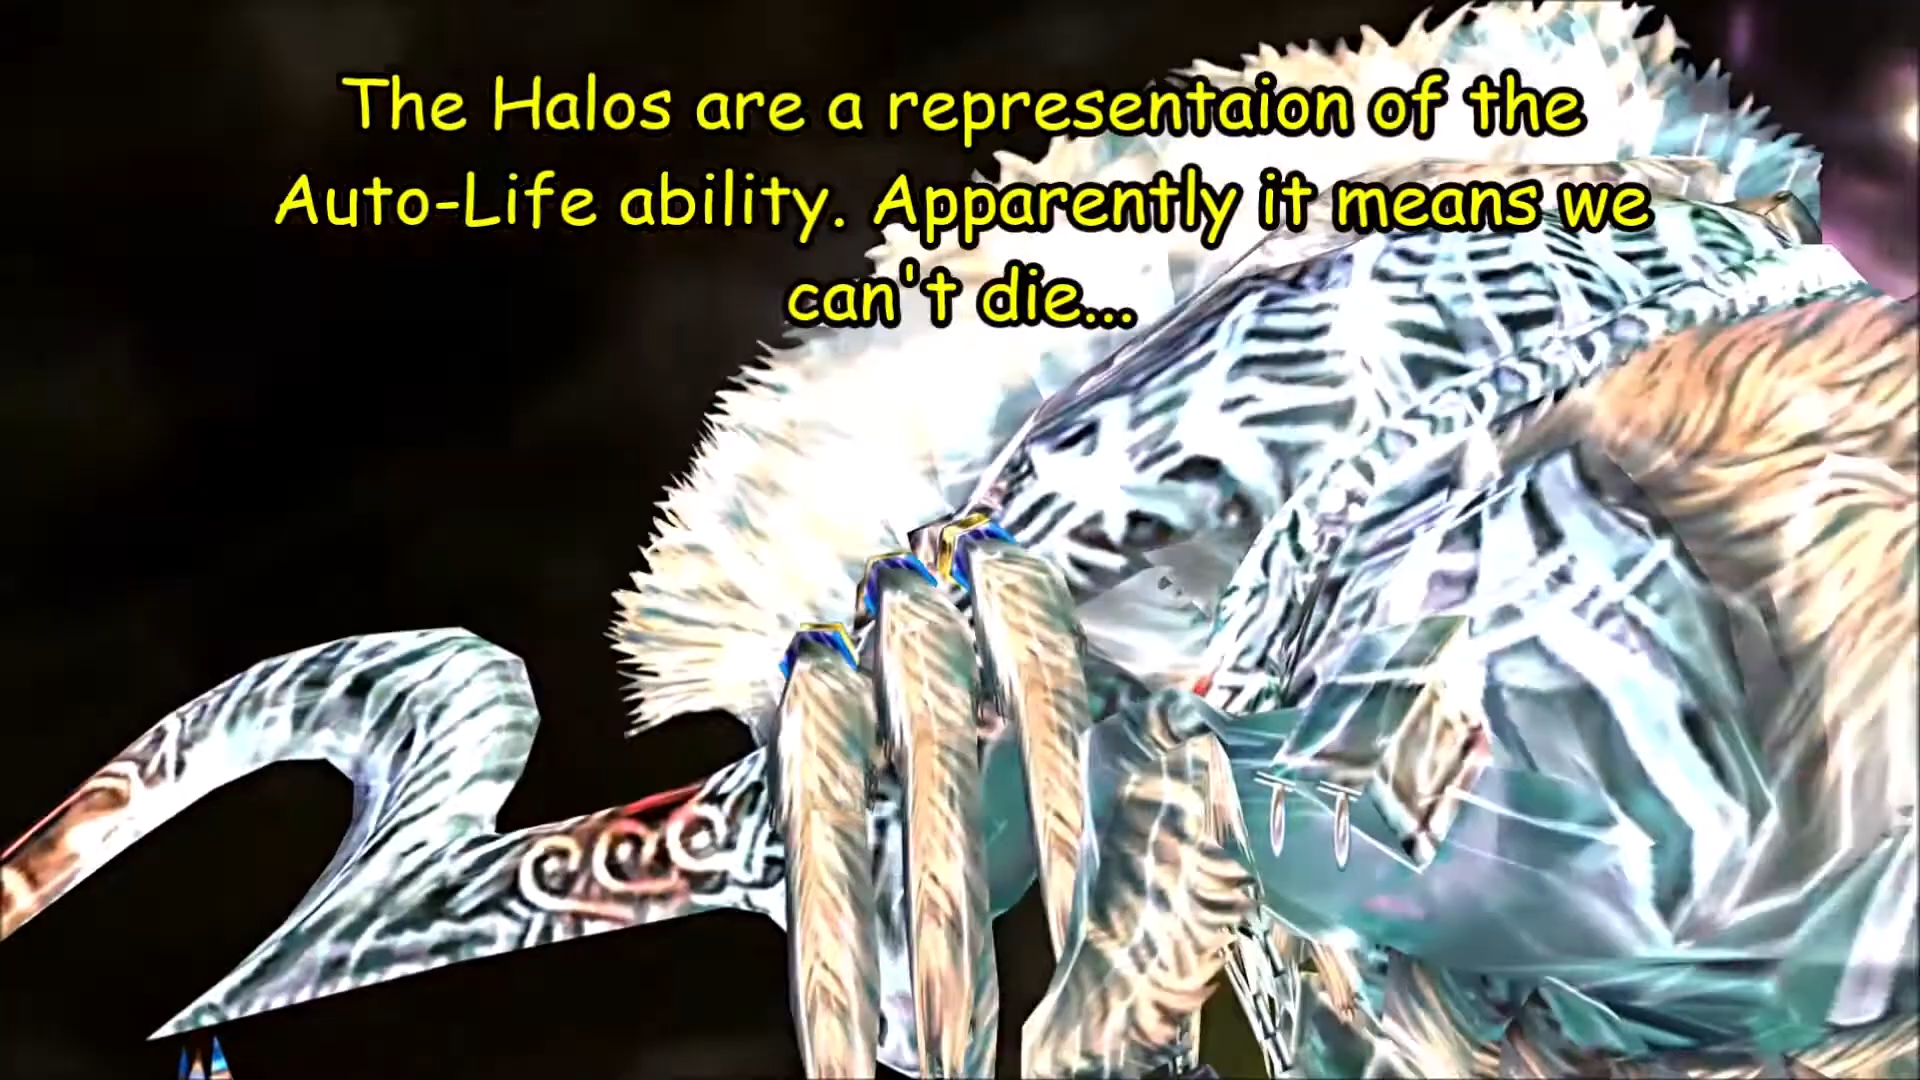 The Halos are a representaion of the
Auto-Life ability. Apparently it means we
can't die...